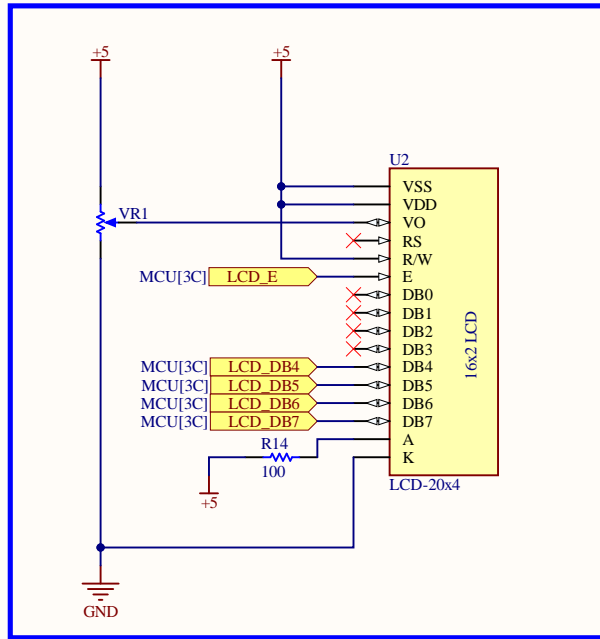 +5
+5
U2
VSS
VDD
VR1
VO
RS
R/W
MCU[3C] LCD_E E
DB0
DB1
DB2
DB3
16x2 LCD
MCU[3C] LCD_DB4 DB4
MCU[3C] LCD_DB5 DB5
MCU[3C] LCD_DB6 DB6
MCU[3C] LCD_DB7 DB7
R14
A
100
K
LCD-20x4
+5
GND